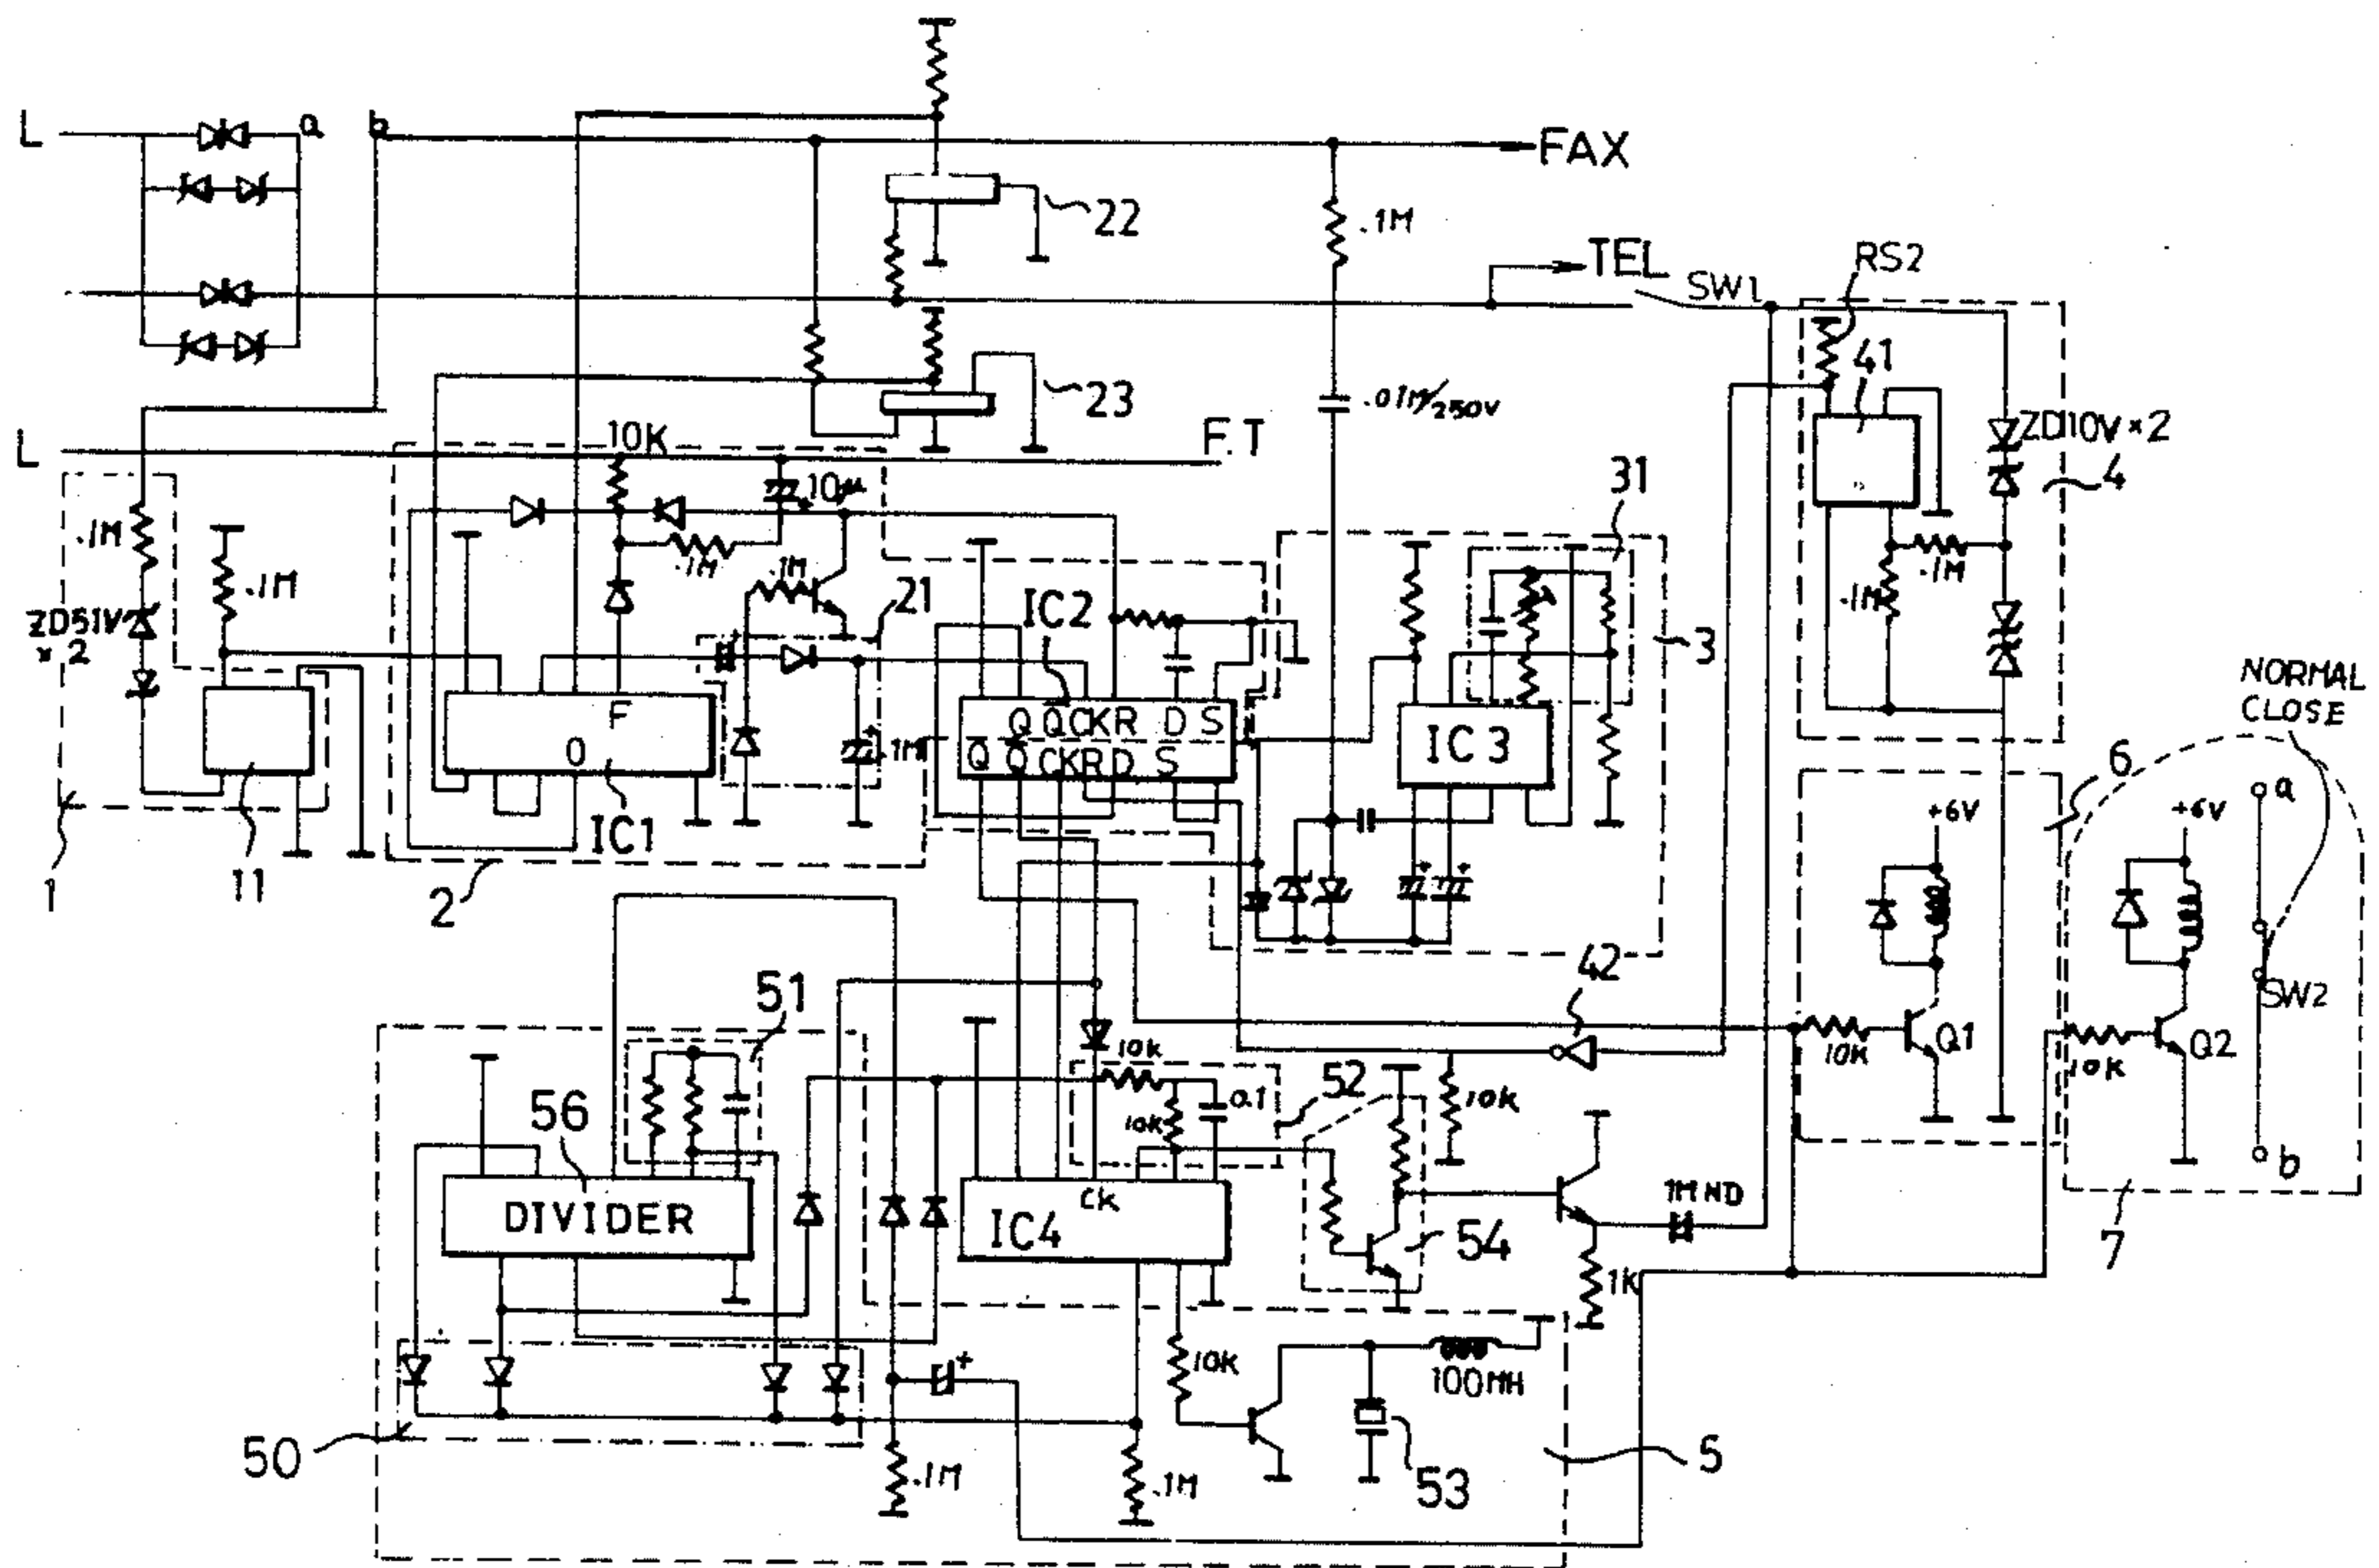 L
a
b
FAX
22
.1M
TEL
SW1
RS2
41
23
.01M/250V
ZD10V×2
L
10K
F.T
4
10μ
31
.1M
.1M
.1M
.1M
.1M
.1M
ZD51V
×2
21
IC2
3
NORMAL
CLOSE
F
Q Q̅ CK R D S
O
.1M
Q̅ Q CK R D S
IC3
6
a
+6V
+6V
IC1
1
11
2
42
SW2
51
10K
Q1
10K
Q2
10K
52
0.1
10K
10K
56
b
DIVIDER
CK
IC4
54
1M ND
7
1K
10K
100MH
50
.1M
.1M
53
5